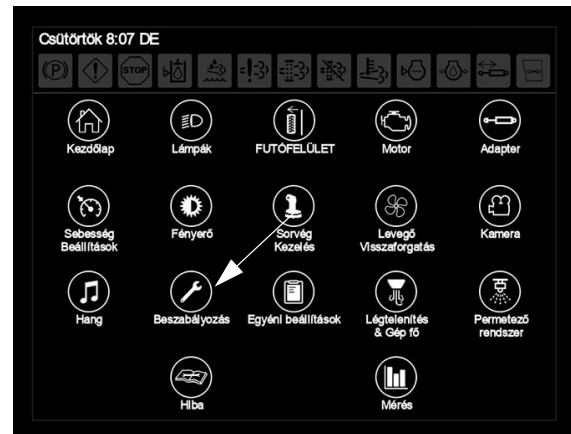 Csütörtök 8:07 DE
(P) STOP
Kezdőlap Lámpák FUTÓFELÜLET Motor Adapter
Sebesség Beállítások Fényerő Sorvég Kezelés Levegő Visszaforgatás Kamera
Hang Beszabályozás Egyéni beállítások Légtelenítés & Gép fő Permetező rendszer
Hiba Mérés